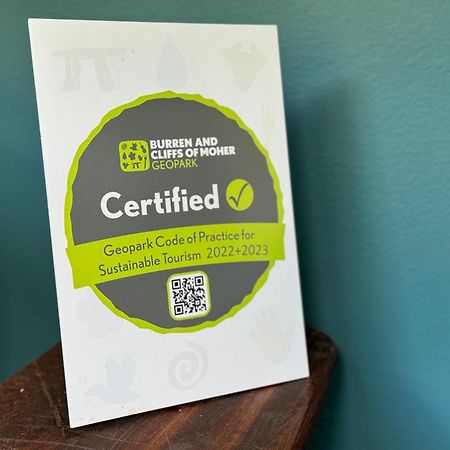 BURREN AND
CLIFFS OF MOHER
GEOPARK
Certified
Geopark Code of Practice for
Sustainable Tourism 2022+2023